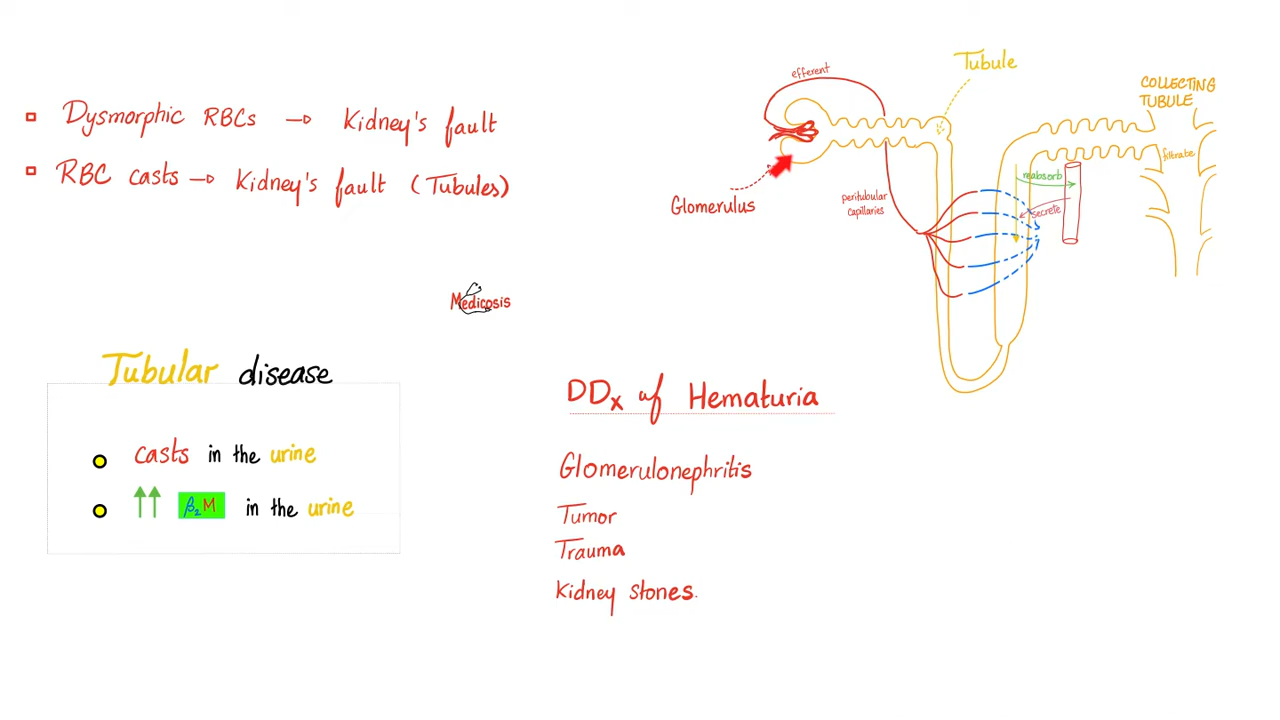 Dysmorphic RBCs → Kidney's fault
RBC casts → Kidney's fault (Tubules)
Medicosis
Tubular disease
casts in the urine
↑↑ β₂M in the urine
DDx of Hematuria
Glomerulonephritis
Tumor
Trauma
Kidney stones.
efferent
Tubule
Glomerulus
peritubular
capillaries
reabsorb
secrete
COLLECTING
TUBULE
filtrate